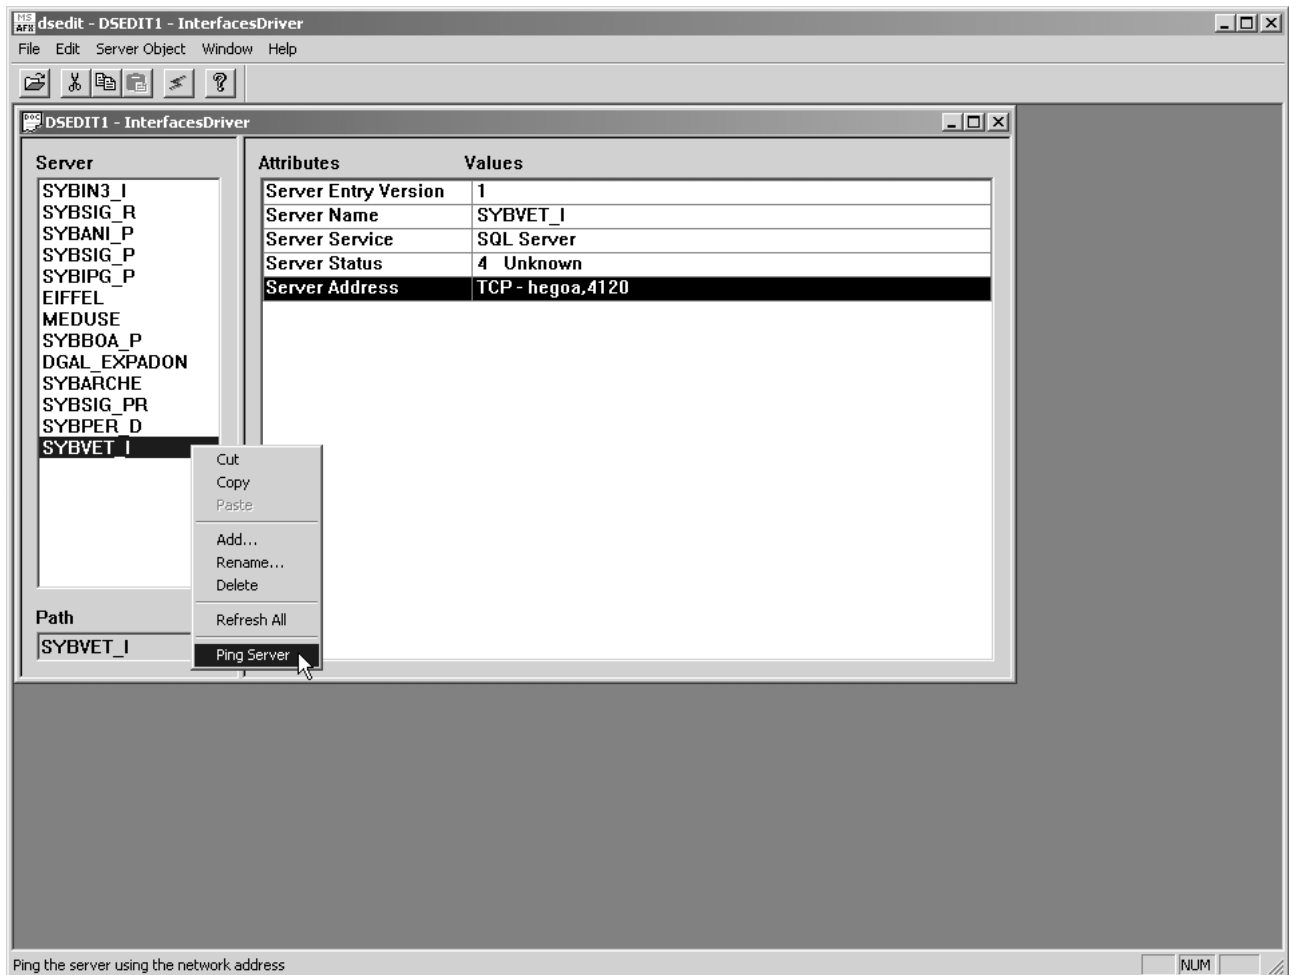 MS AFX dsedit - DSEDIT1 - InterfacesDriver
File Edit Server Object Window Help
DOC DSEDIT1 - InterfacesDriver
Server
SYBIN3_I
SYBSIG_R
SYBANI_P
SYBSIG_P
SYBIPG_P
EIFFEL
MEDUSE
SYBBOA_P
DGAL_EXPADON
SYBARCHE
SYBSIG_PR
SYBPER_D
SYBVET_I
Path
SYBVET_I
Attributes Values
Server Entry Version 1
Server Name SYBVET_I
Server Service SQL Server
Server Status 4 Unknown
Server Address TCP - hegoa,4120
Cut
Copy
Paste
Add...
Rename...
Delete
Refresh All
Ping Server
Ping the server using the network address
NUM